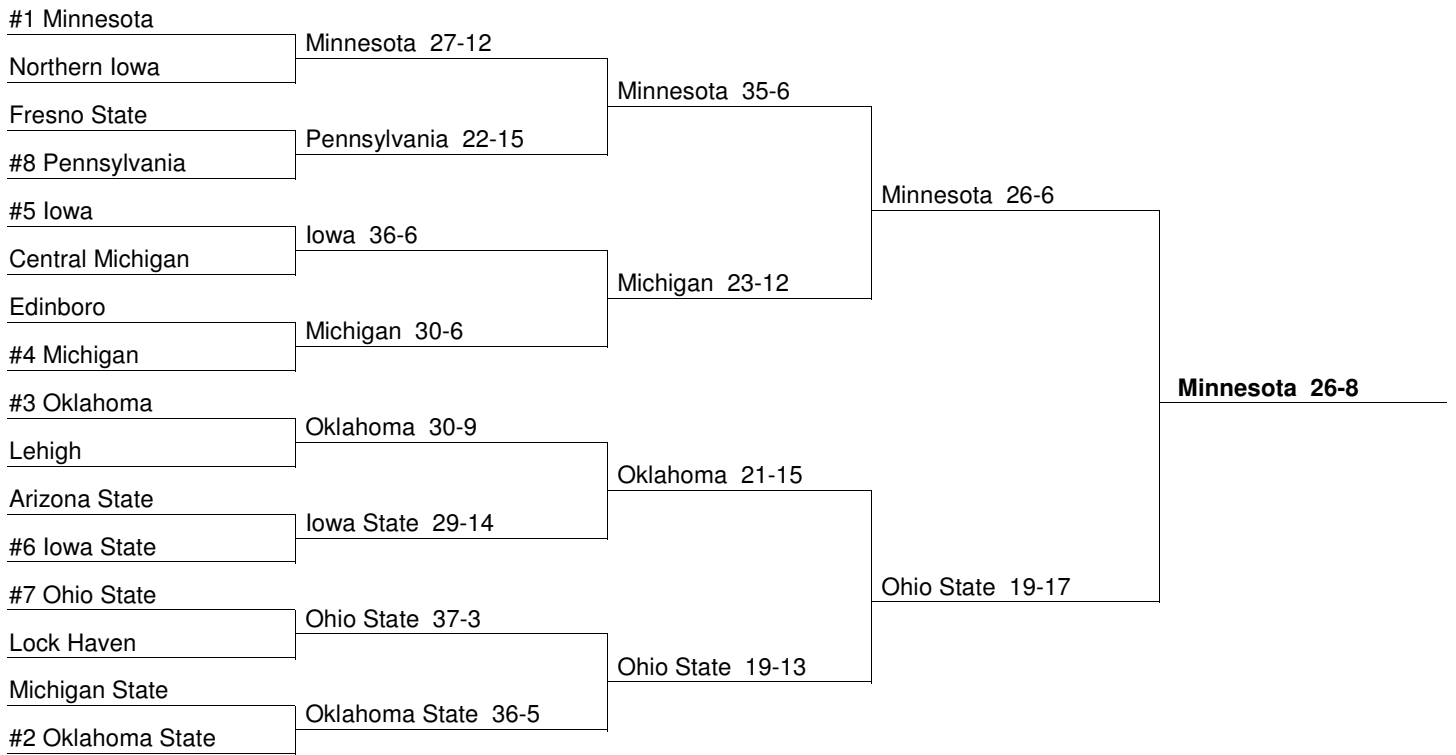 #1 Minnesota
Northern Iowa
Fresno State
#8 Pennsylvania
#5 Iowa
Central Michigan
Edinboro
#4 Michigan
#3 Oklahoma
Lehigh
Arizona State
#6 Iowa State
#7 Ohio State
Lock Haven
Michigan State
#2 Oklahoma State
Minnesota 27-12
Pennsylvania 22-15
Iowa 36-6
Michigan 30-6
Oklahoma 30-9
Iowa State 29-14
Ohio State 37-3
Oklahoma State 36-5
Minnesota 35-6
Michigan 23-12
Oklahoma 21-15
Ohio State 19-13
Minnesota 26-6
Ohio State 19-17
Minnesota 26-8